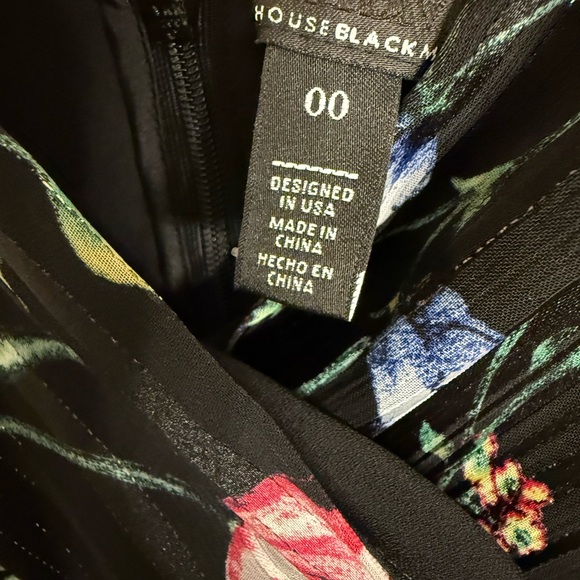 HOUSE BLACK M
00
DESIGNED
IN USA
MADE IN
CHINA
HECHO EN
CHINA